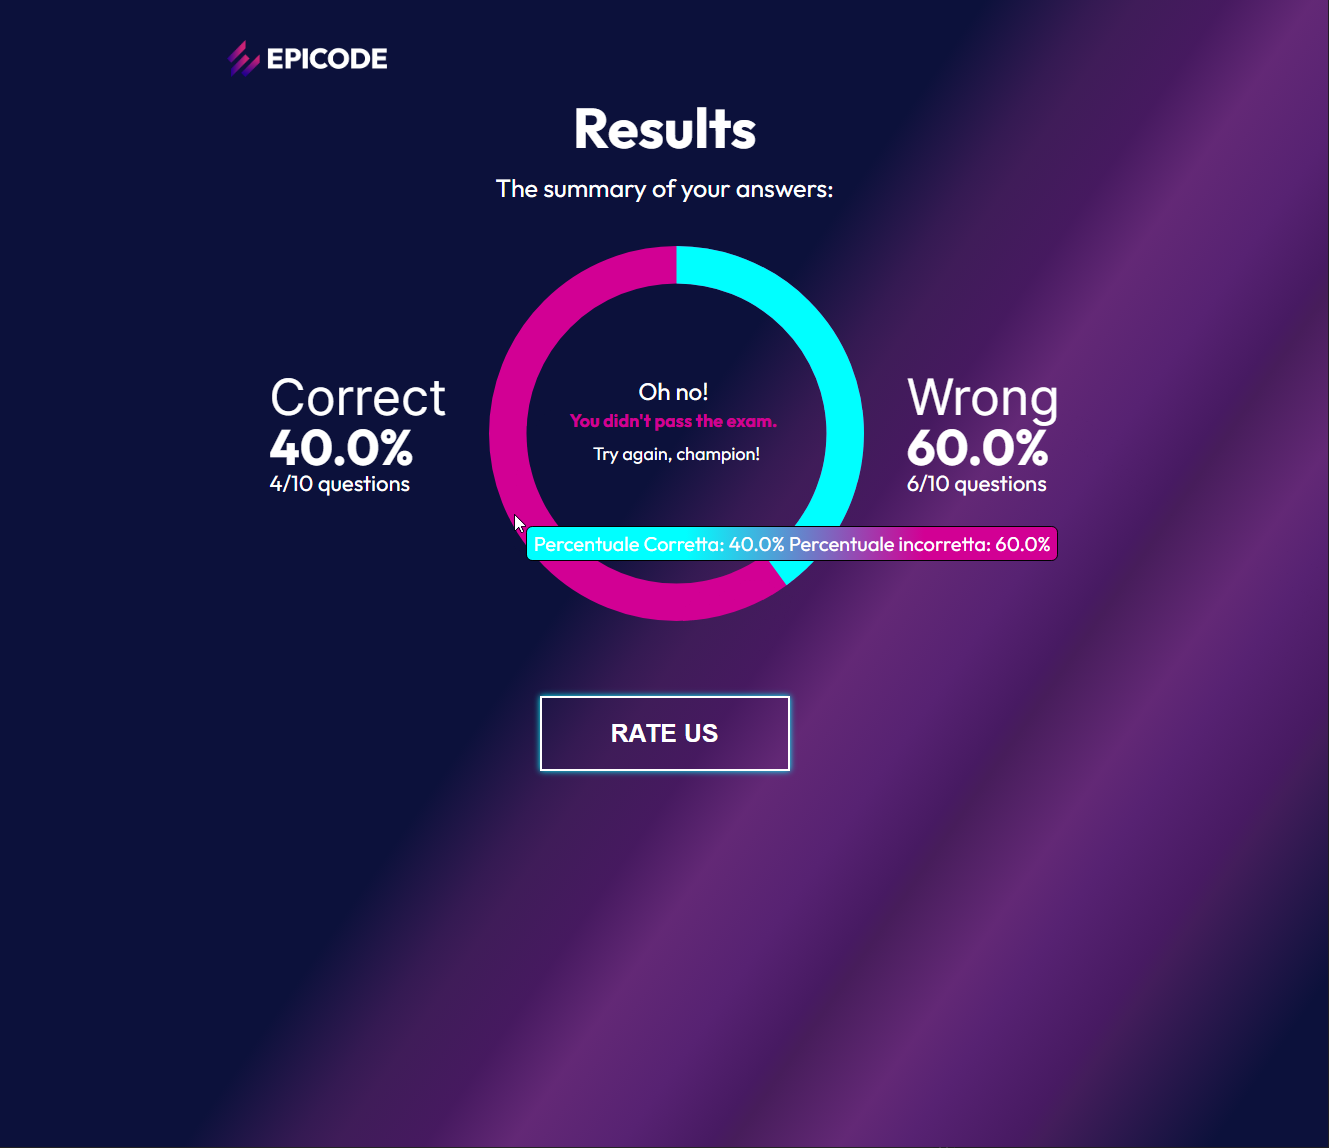 EPICODE
Results
The summary of your answers:
Correct
40.0%
4/10 questions
Oh no!
You didn't pass the exam.
Try again, champion!
Wrong
60.0%
6/10 questions
Percentuale Corretta: 40.0% Percentuale incorretta: 60.0%
RATE US